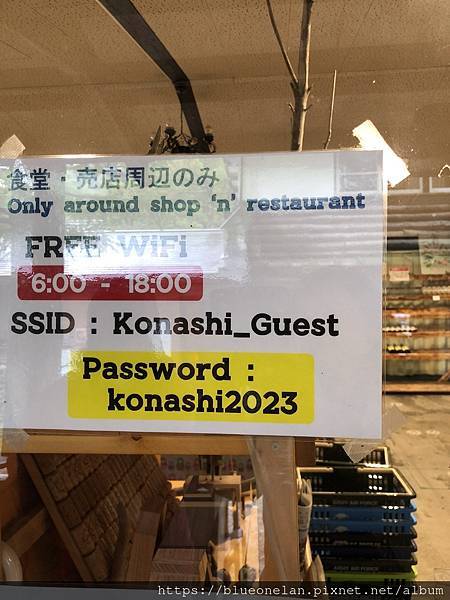 食堂・売店周辺のみ
Only around shop 'n' restaurant
FREE WiFi
6:00 - 18:00
SSID : Konashi_Guest
Password :
konashi2023
https://blueonelan.pixnet.net/album